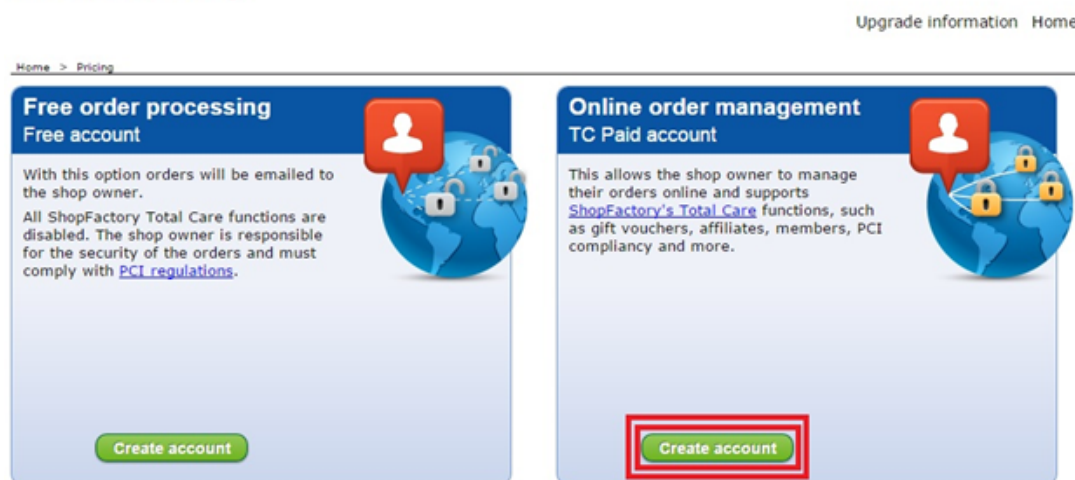 Upgrade information Home
Home > Pricing
Free order processing
Free account
With this option orders will be emailed to
the shop owner.
All ShopFactory Total Care functions are
disabled. The shop owner is responsible
for the security of the orders and must
comply with PCI regulations.
Create account
Online order management
TC Paid account
This allows the shop owner to manage
their orders online and supports
ShopFactory's Total Care functions, such
as gift vouchers, affiliates, members, PCI
compliancy and more.
Create account